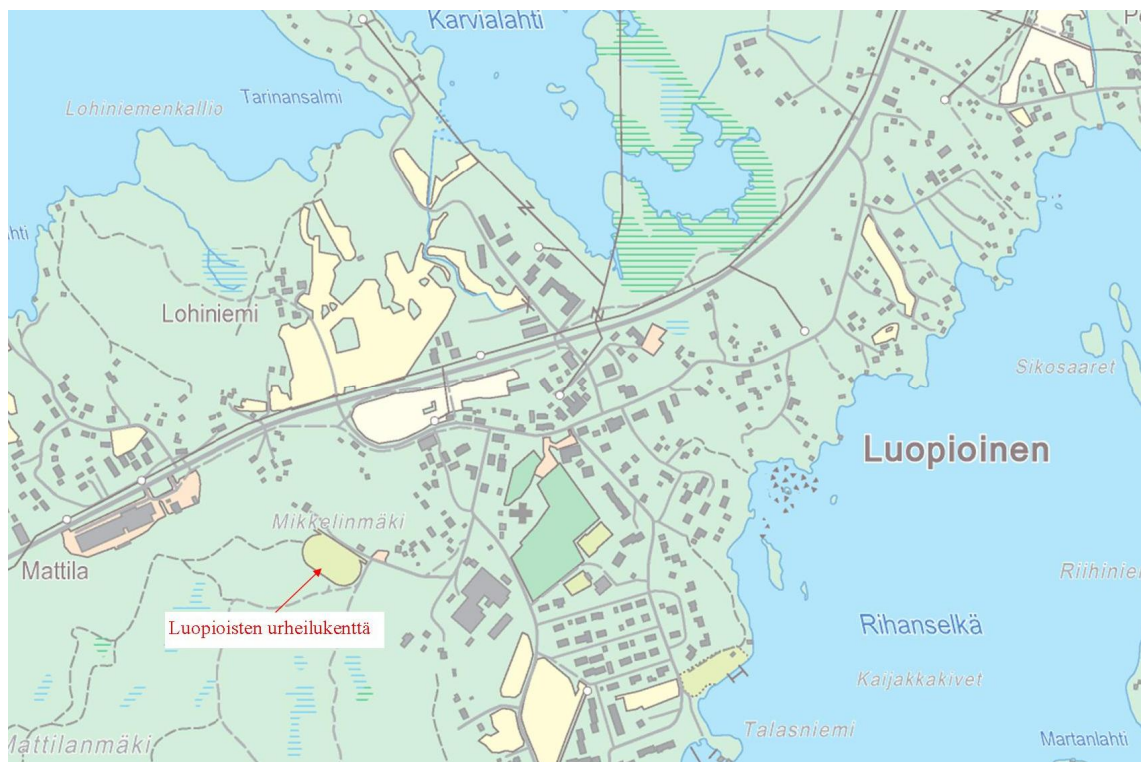 Karvialahti
Tarinansalmi
Lohiniemenkallio
Lohiniemi
Sikosaaret
Luopioinen
Mikkelinmäki
Mattila
Riihinie
Luopioisten urheilukenttä
Rihanselkä
Kaijakkakivet
Talasniemi
Martanlahti
Mattilanmäki